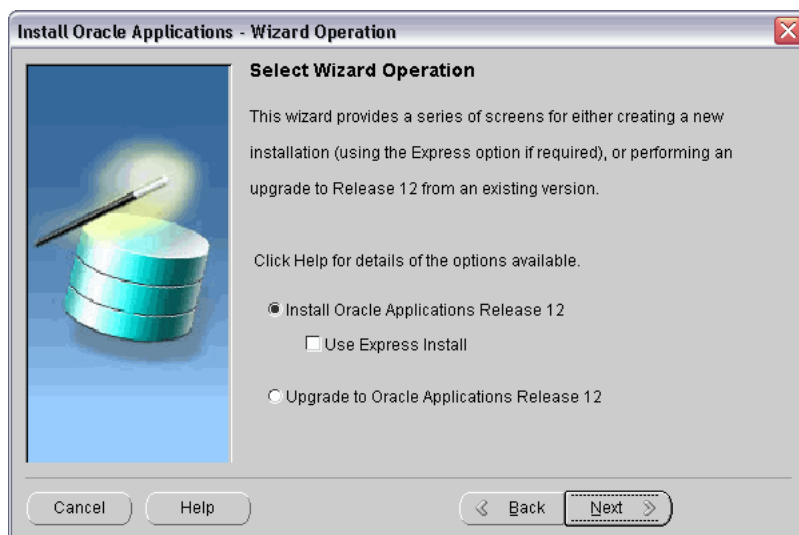 Install Oracle Applications - Wizard Operation
Select Wizard Operation
This wizard provides a series of screens for either creating a new
installation (using the Express option if required), or performing an
upgrade to Release 12 from an existing version.
Click Help for details of the options available.
Install Oracle Applications Release 12
Use Express Install
Upgrade to Oracle Applications Release 12
Cancel Help Back Next